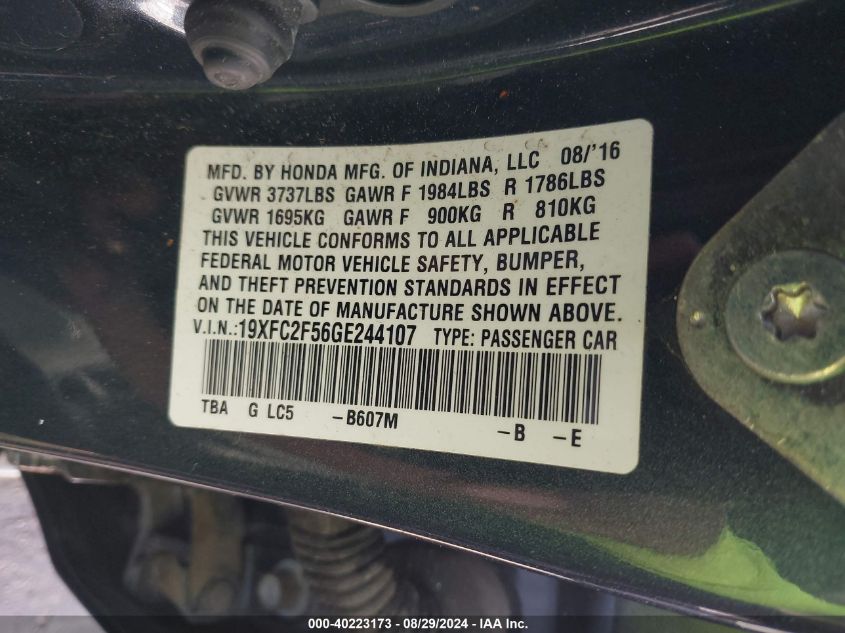 MFD. BY HONDA MFG. OF INDIANA, LLC 08/'16
GVWR 3737LBS GAWR F 1984LBS R 1786LBS
GVWR 1695KG GAWR F 900KG R 810KG
THIS VEHICLE CONFORMS TO ALL APPLICABLE
FEDERAL MOTOR VEHICLE SAFETY, BUMPER,
AND THEFT PREVENTION STANDARDS IN EFFECT
ON THE DATE OF MANUFACTURE SHOWN ABOVE.
V.I.N.:19XFC2F56GE244107 TYPE: PASSENGER CAR
TBA G LC5 -B607M -B -E
000-40223173 - 08/29/2024 - IAA Inc.